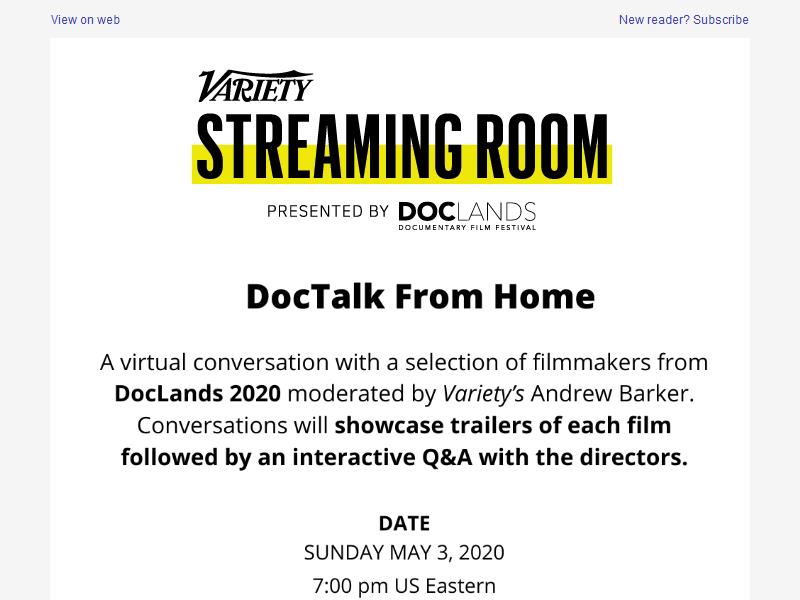 View on web
New reader? Subscribe
VARIETY
STREAMING ROOM
PRESENTED BY DOCLANDS
DOCUMENTARY FILM FESTIVAL
DocTalk From Home
A virtual conversation with a selection of filmmakers from
DocLands 2020 moderated by Variety’s Andrew Barker.
Conversations will showcase trailers of each film
followed by an interactive Q&A with the directors.
DATE
SUNDAY MAY 3, 2020
7:00 pm US Eastern